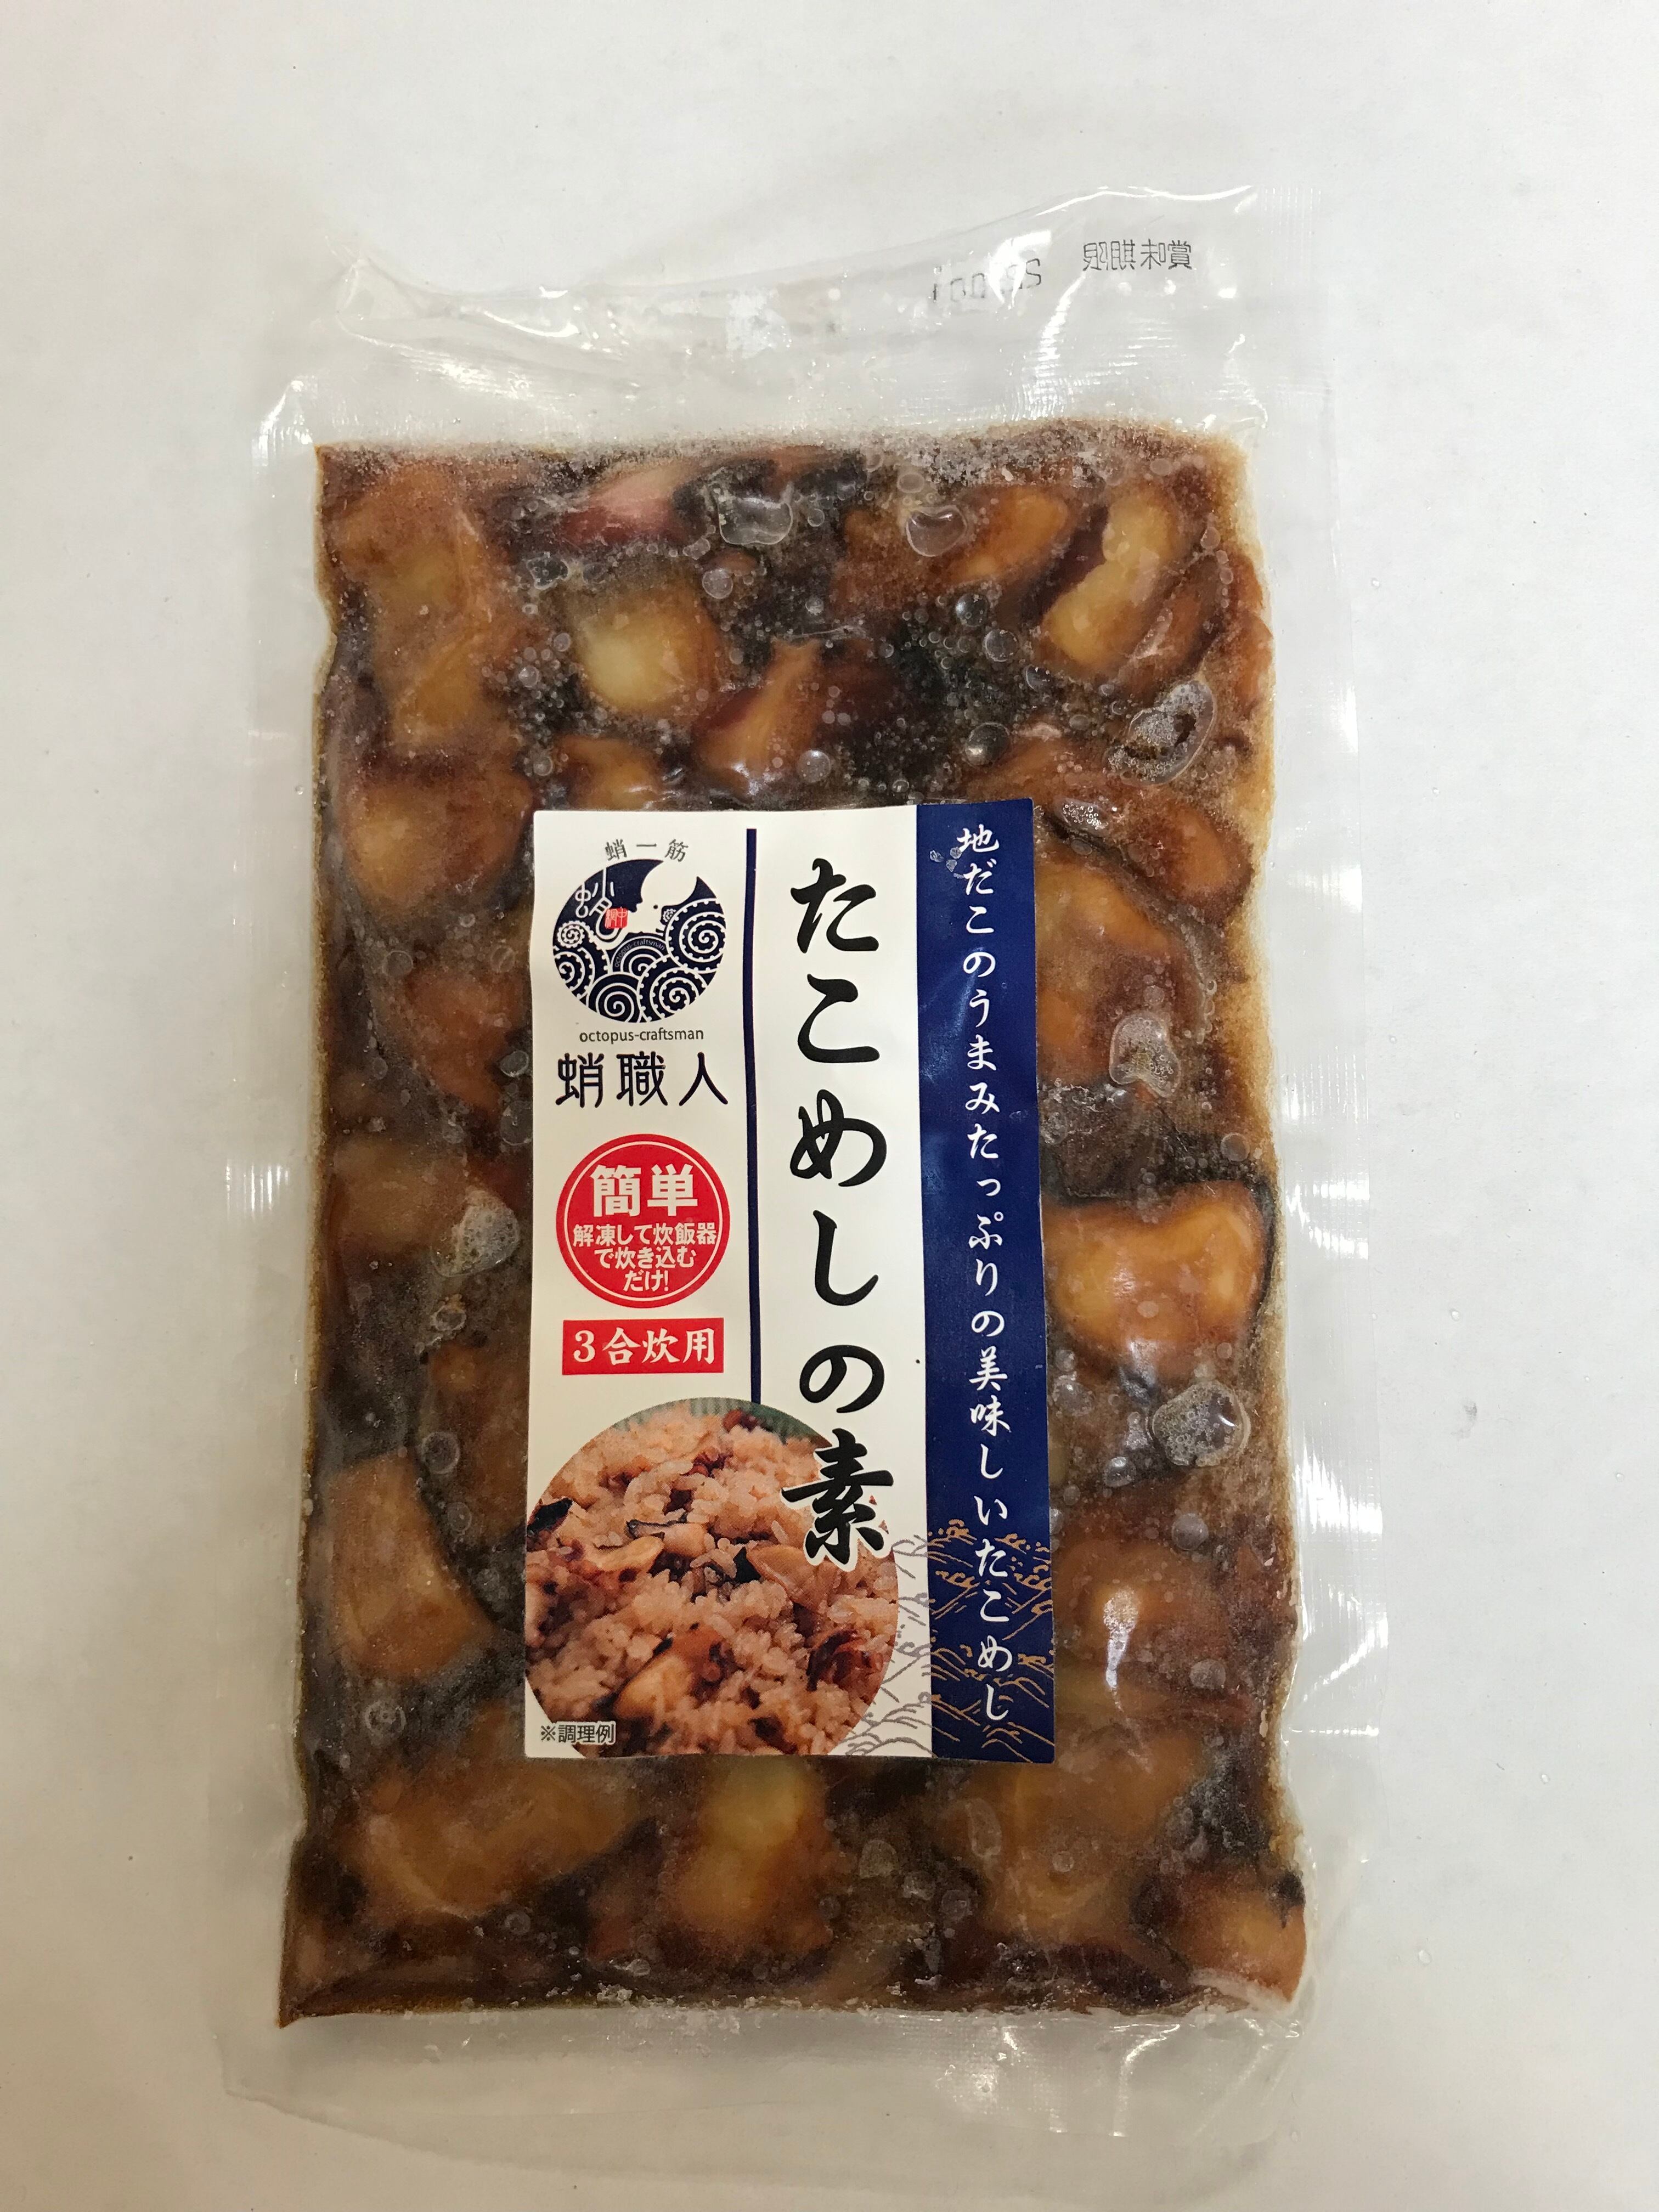 賞味期限
地だこのうまみたっぷりの美味しいたこめし
たこめしの素
蛸一筋
蛸
octopus-craftsman
蛸職人
簡単
解凍して炊飯器
で炊き込む
だけ!
3合炊用
※調理例